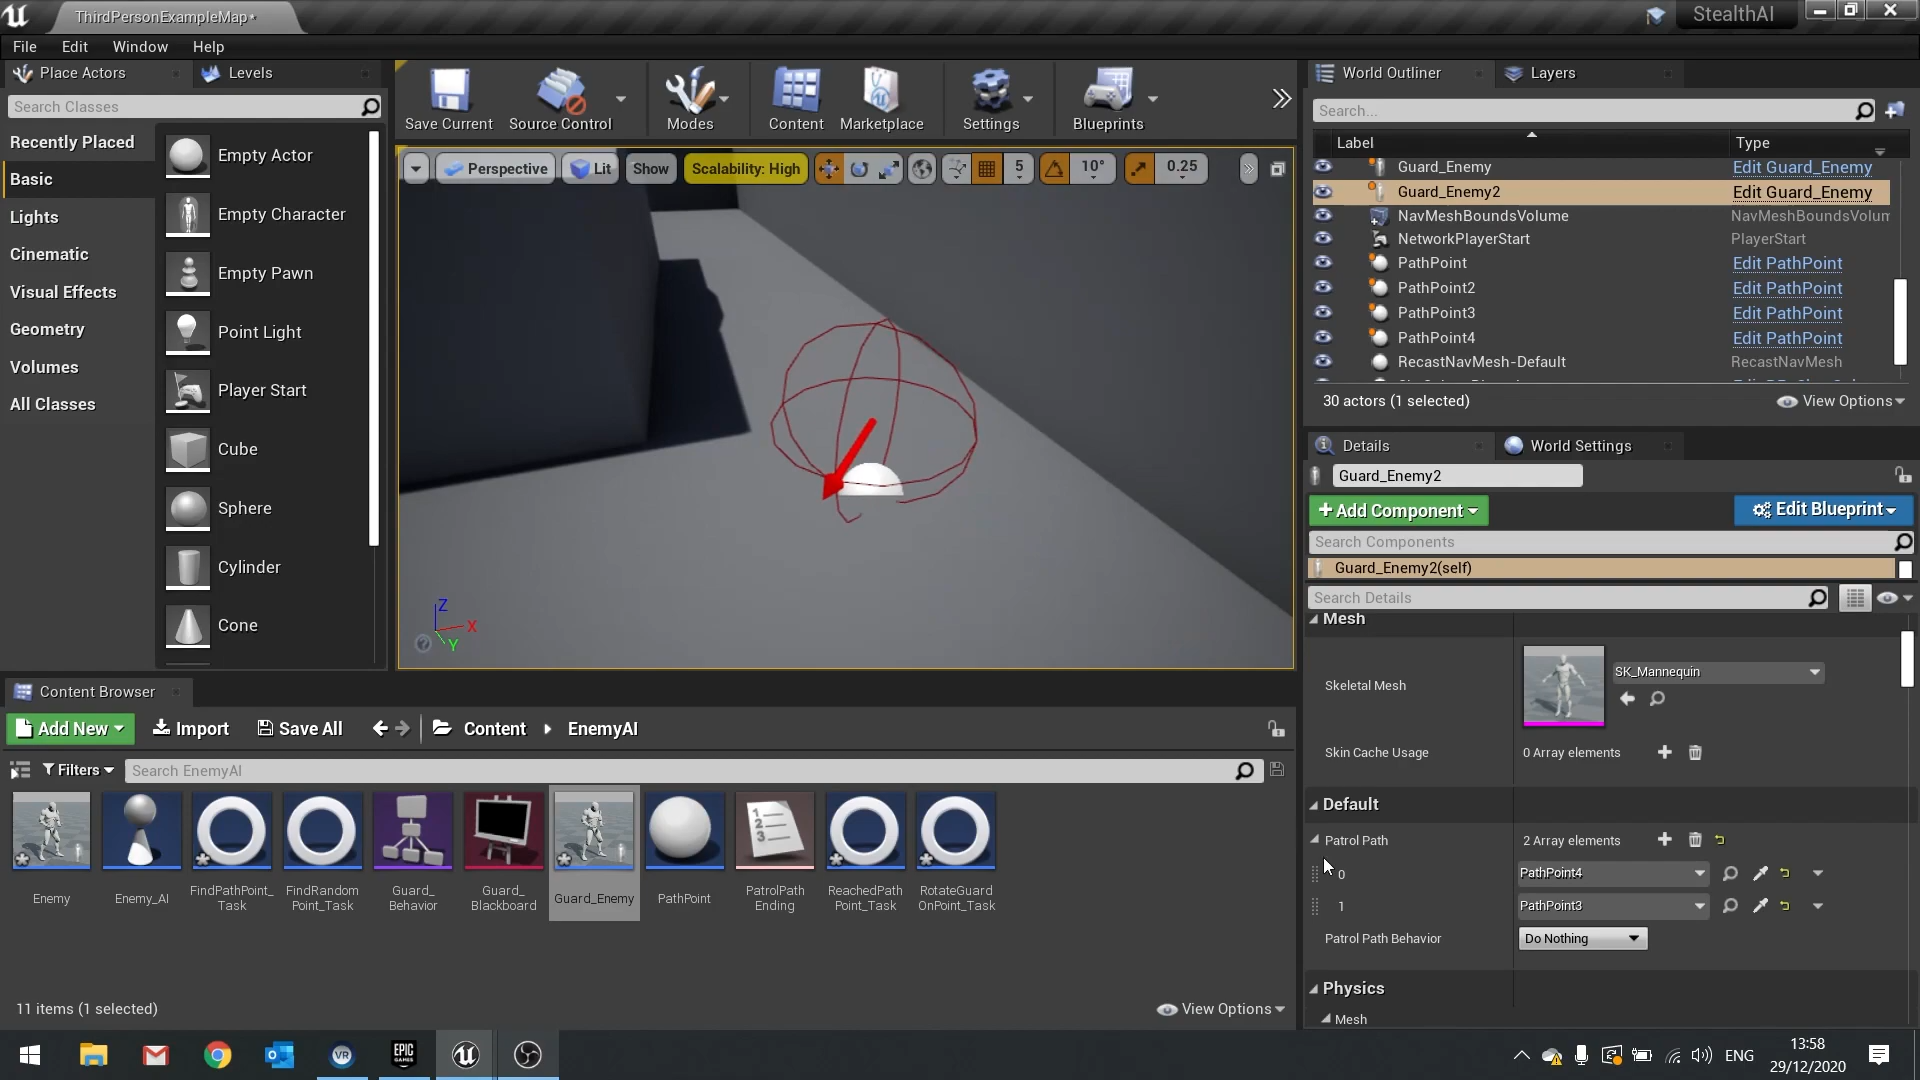 ThirdPersonExampleMap*
StealthAI
File Edit Window Help
Place Actors
Levels
Search Classes
Recently Placed
Basic
Lights
Cinematic
Visual Effects
Geometry
Volumes
All Classes
Empty Actor
Empty Character
Empty Pawn
Point Light
Player Start
Cube
Sphere
Cylinder
Cone
Save Current
Source Control
Modes
Content
Marketplace
Settings
Blueprints
Perspective
Lit
Show
Scalability: High
5
10°
0.25
Z
X
Y
World Outliner
Layers
Search...
Label
Type
Guard_Enemy Edit Guard_Enemy
Guard_Enemy2 Edit Guard_Enemy
NavMeshBoundsVolume NavMeshBoundsVolum
NetworkPlayerStart PlayerStart
PathPoint Edit PathPoint
PathPoint2 Edit PathPoint
PathPoint3 Edit PathPoint
PathPoint4 Edit PathPoint
RecastNavMesh-Default RecastNavMesh
30 actors (1 selected)
View Options
Details
World Settings
Guard_Enemy2
+ Add Component
Edit Blueprint
Search Components
Guard_Enemy2(self)
Search Details
Mesh
Skeletal Mesh
SK_Mannequin
Skin Cache Usage
0 Array elements
Default
Patrol Path
2 Array elements
0
PathPoint4
1
PathPoint3
Patrol Path Behavior
Do Nothing
Physics
Mesh
Content Browser
Add New
Import
Save All
Content
EnemyAI
Filters
Search EnemyAI
Enemy
Enemy_AI
FindPathPoint_
Task
FindRandom
Point_Task
Guard_
Behavior
Guard_
Blackboard
Guard_Enemy
PathPoint
PatrolPath
Ending
ReachedPath
Point_Task
RotateGuard
OnPoint_Task
11 items (1 selected)
View Options
VR
EPIC
GAMES
ENG
13:58
29/12/2020